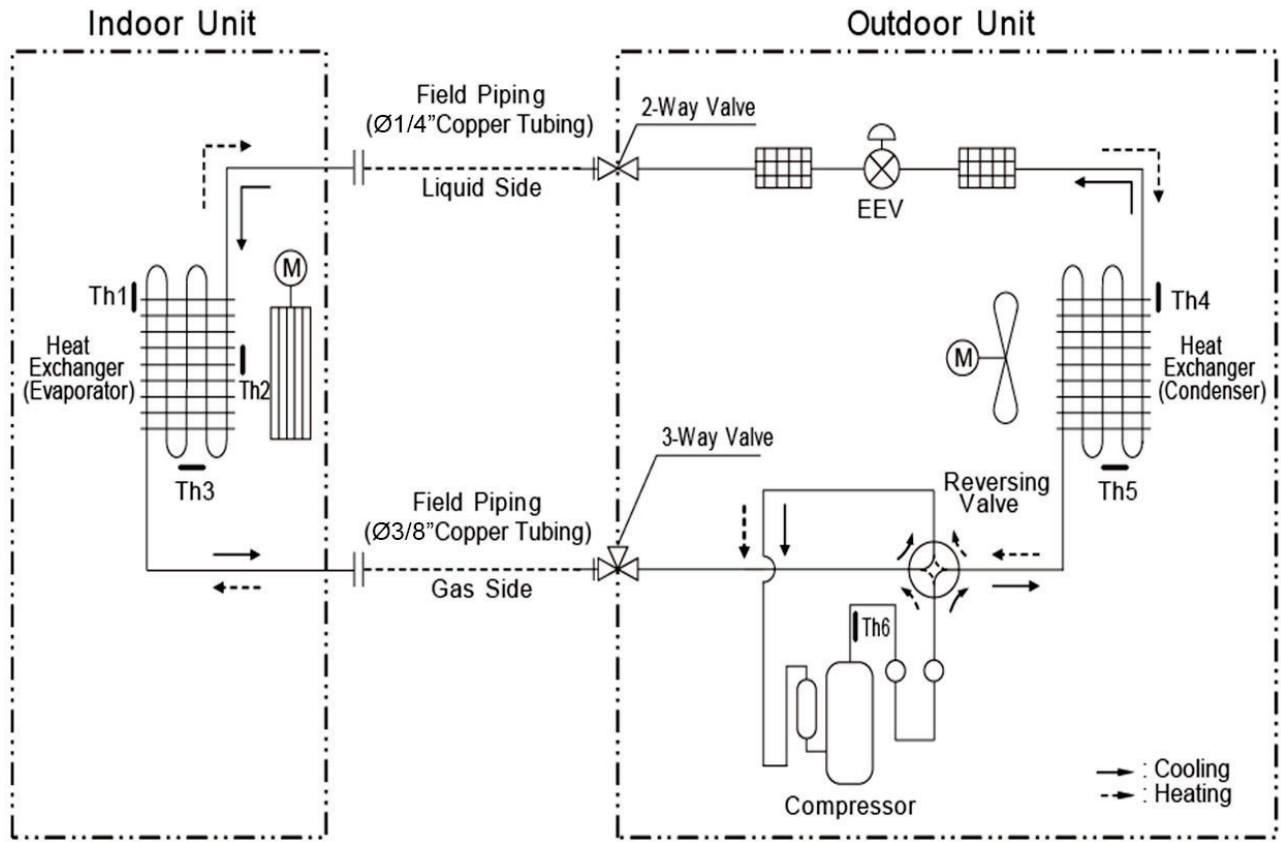 Indoor Unit
Outdoor Unit
Field Piping
(Ø1/4”Copper Tubing)
Liquid Side
2-Way Valve
EEV
M
Th1
Heat
Exchanger
(Evaporator)
Th2
Th3
M
Th4
Heat
Exchanger
(Condenser)
Th5
3-Way Valve
Field Piping
(Ø3/8”Copper Tubing)
Gas Side
Reversing
Valve
Th6
Compressor
: Cooling
: Heating